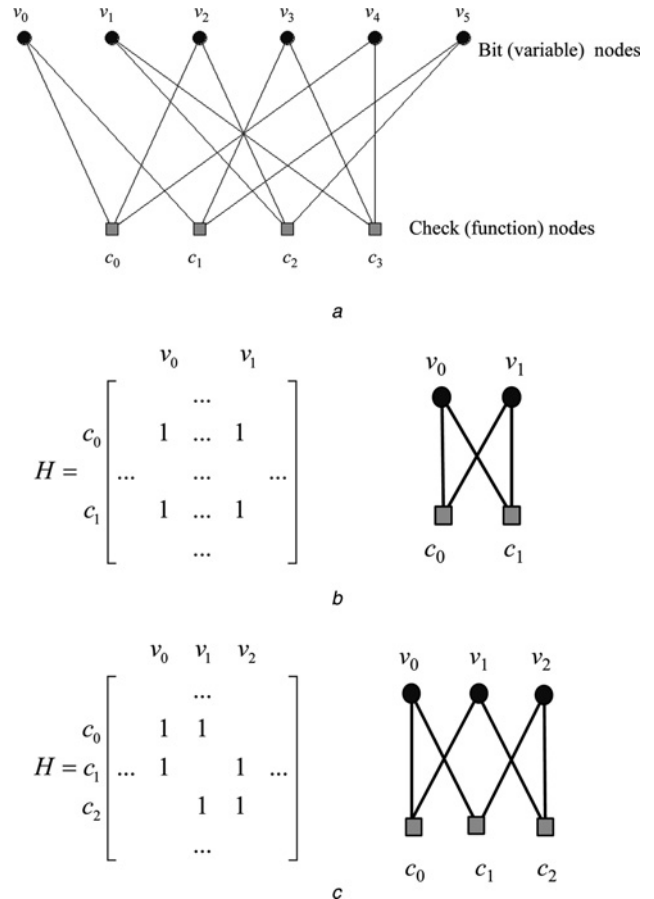 v₀ v₁ v₂ v₃ v₄ v₅
Bit (variable) nodes
Check (function) nodes
c₀ c₁ c₂ c₃
a
v₀ v₁
...
c₀ 1 ... 1
H = ... ... ...
c₁ 1 ... 1
...
v₀ v₁
c₀ c₁
b
v₀ v₁ v₂
...
c₀ 1 1
H = c₁ ... 1 1 ...
c₂ 1 1
...
v₀ v₁ v₂
c₀ c₁ c₂
c